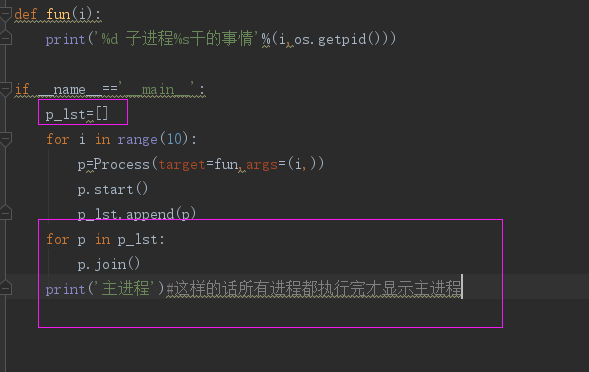 def fun(i):
print('%d 子进程%s干的事情'%(i,os.getpid()))
if __name__=='__main__':
p_lst=[]
for i in range(10):
p=Process(target=fun,args=(i,))
p.start()
p_lst.append(p)
for p in p_lst:
p.join()
print('主进程')#这样的话所有进程都执行完才显示主进程